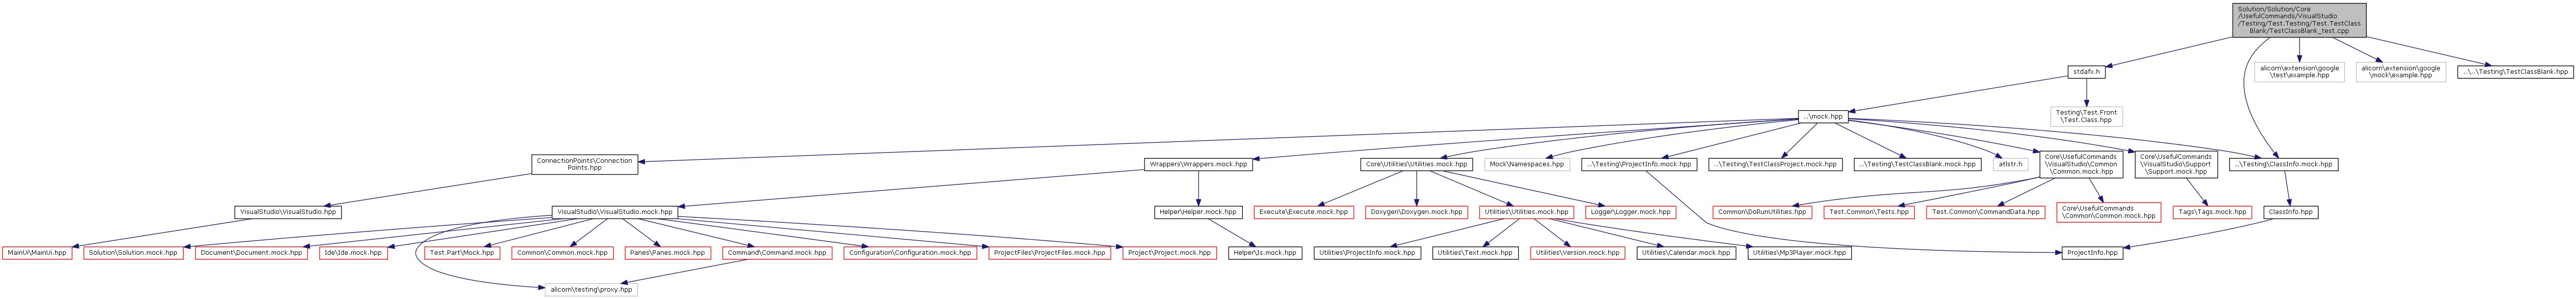 Solution/Solution/Core
/UsefulCommands/VisualStudio
/Testing/Test.Testing/Test.TestClass
Blank/TestClassBlank_test.cpp
stdafx.h
alicorn\extension\google
\test\example.hpp
alicorn\extension\google
\mock\example.hpp
..\..\Testing\TestClassBlank.hpp
..\mock.hpp
Testing\Test.Front
\Test.Class.hpp
ConnectionPoints\Connection
Points.hpp
Wrappers\Wrappers.mock.hpp
Core\Utilities\Utilities.mock.hpp
Mock\Namespaces.hpp
..\Testing\ProjectInfo.mock.hpp
..\Testing\TestClassProject.mock.hpp
..\Testing\TestClassBlank.mock.hpp
atlstr.h
Core\UsefulCommands
\VisualStudio\Common
\Common.mock.hpp
Core\UsefulCommands
\VisualStudio\Support
\Support.mock.hpp
..\Testing\ClassInfo.mock.hpp
VisualStudio\VisualStudio.hpp
VisualStudio\VisualStudio.mock.hpp
Helper\Helper.mock.hpp
Execute\Execute.mock.hpp
Doxygen\Doxygen.mock.hpp
Utilities\Utilities.mock.hpp
Logger\Logger.mock.hpp
Common\DoRunUtilities.hpp
Test.Common\Tests.hpp
Test.Common\CommandData.hpp
Core\UsefulCommands
\Common\Common.mock.hpp
Tags\Tags.mock.hpp
ClassInfo.hpp
MainUi\MainUi.hpp
Solution\Solution.mock.hpp
Document\Document.mock.hpp
Ide\Ide.mock.hpp
Test.Part\Mock.hpp
Common\Common.mock.hpp
Panes\Panes.mock.hpp
Command\Command.mock.hpp
Configuration\Configuration.mock.hpp
ProjectFiles\ProjectFiles.mock.hpp
Project\Project.mock.hpp
Helper\Is.mock.hpp
Utilities\ProjectInfo.mock.hpp
Utilities\Text.mock.hpp
Utilities\Version.mock.hpp
Utilities\Calendar.mock.hpp
Utilities\Mp3Player.mock.hpp
ProjectInfo.hpp
alicorn\testing\proxy.hpp